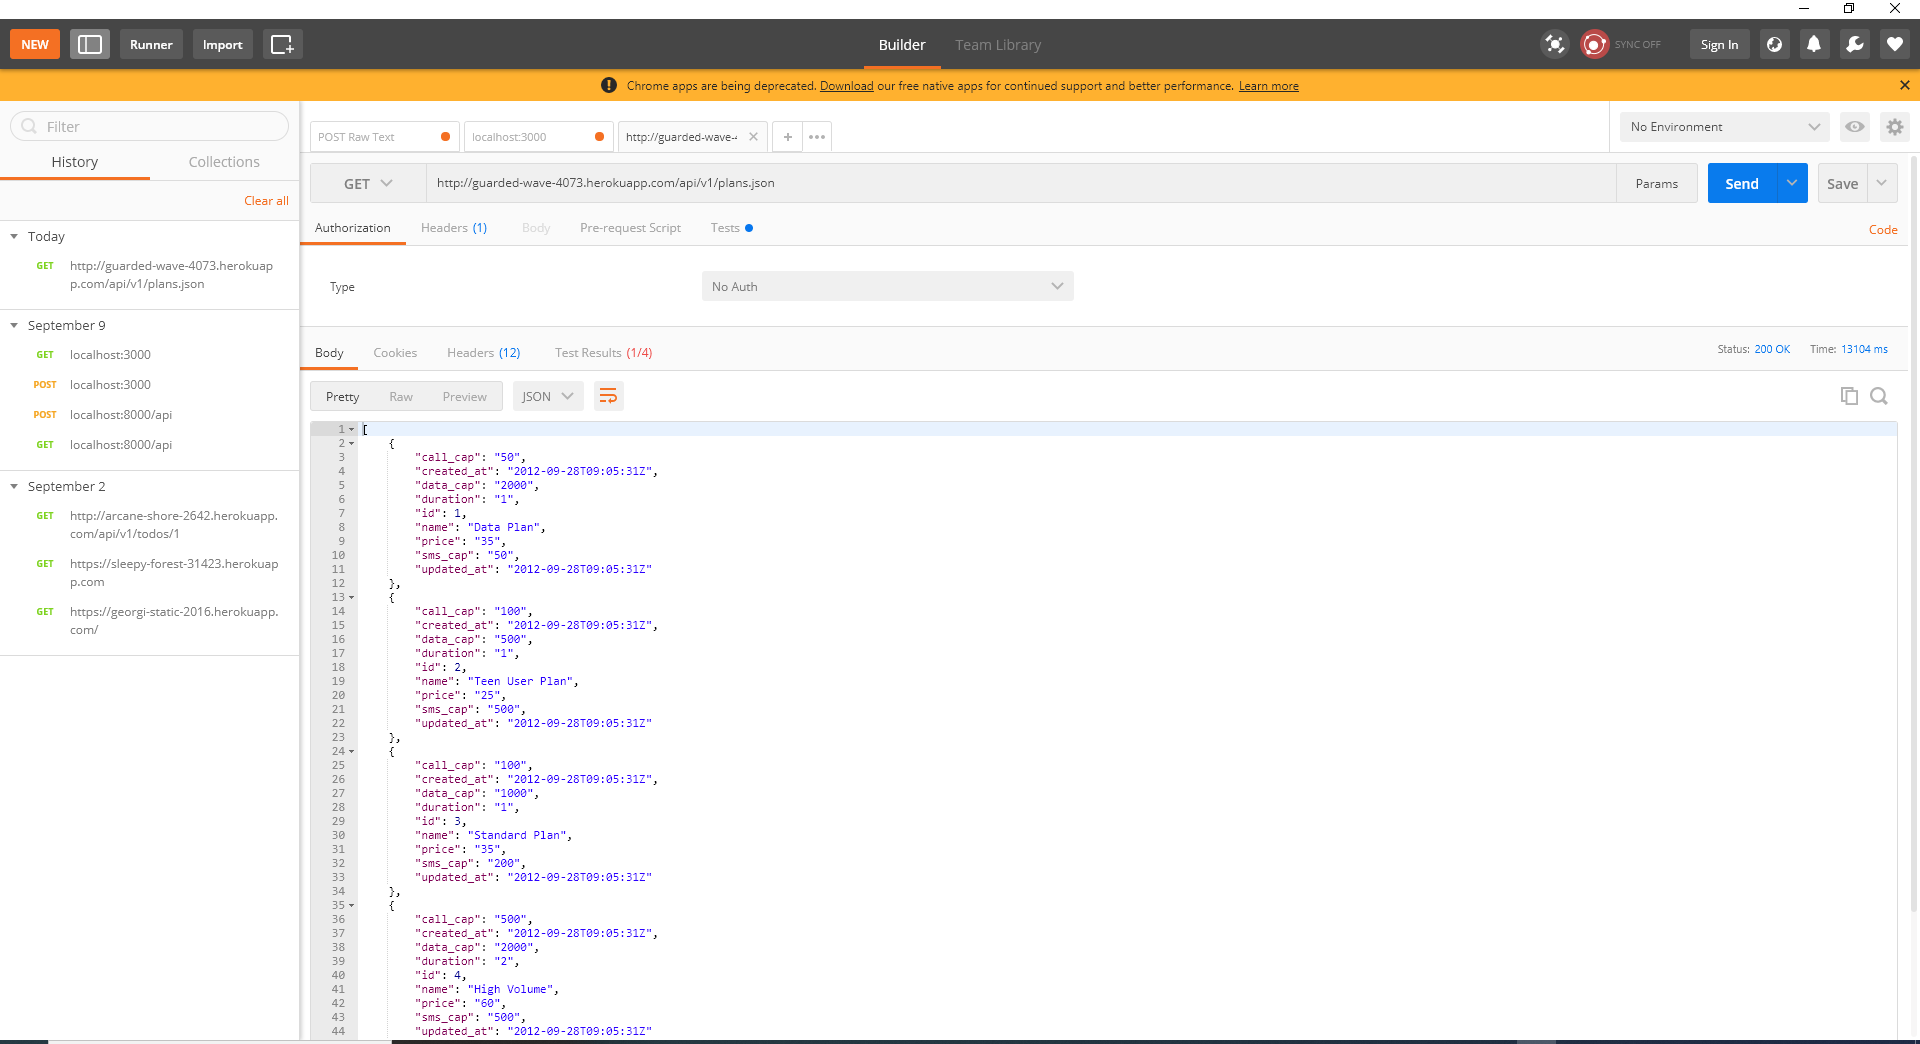 NEW Runner Import Builder Team Library SYNC OFF Sign In
Chrome apps are being deprecated. Download our free native apps for continued support and better performance. Learn more
Filter
History Collections
Clear all
Today
GET http://guarded-wave-4073.herokuap
p.com/api/v1/plans.json
September 9
GET localhost:3000
POST localhost:3000
POST localhost:8000/api
GET localhost:8000/api
September 2
GET http://arcane-shore-2642.herokuapp.
com/api/v1/todos/1
GET https://sleepy-forest-31423.herokuap
p.com
GET https://georgi-static-2016.herokuapp.
com/
POST Raw Text localhost:3000 http://guarded-wave-4 + •••
No Environment
GET http://guarded-wave-4073.herokuapp.com/api/v1/plans.json Params Send Save
Authorization Headers (1) Body Pre-request Script Tests Code
Type No Auth
Body Cookies Headers (12) Test Results (1/4) Status: 200 OK Time: 13104 ms
Pretty Raw Preview JSON
1 [
2 {
3 "call_cap": "50",
4 "created_at": "2012-09-28T09:05:31Z",
5 "data_cap": "2000",
6 "duration": "1",
7 "id": 1,
8 "name": "Data Plan",
9 "price": "35",
10 "sms_cap": "50",
11 "updated_at": "2012-09-28T09:05:31Z"
12 },
13 {
14 "call_cap": "100",
15 "created_at": "2012-09-28T09:05:31Z",
16 "data_cap": "500",
17 "duration": "1",
18 "id": 2,
19 "name": "Teen User Plan",
20 "price": "25",
21 "sms_cap": "500",
22 "updated_at": "2012-09-28T09:05:31Z"
23 },
24 {
25 "call_cap": "100",
26 "created_at": "2012-09-28T09:05:31Z",
27 "data_cap": "1000",
28 "duration": "1",
29 "id": 3,
30 "name": "Standard Plan",
31 "price": "35",
32 "sms_cap": "200",
33 "updated_at": "2012-09-28T09:05:31Z"
34 },
35 {
36 "call_cap": "500",
37 "created_at": "2012-09-28T09:05:31Z",
38 "data_cap": "2000",
39 "duration": "2",
40 "id": 4,
41 "name": "High Volume",
42 "price": "60",
43 "sms_cap": "500",
44 "updated_at": "2012-09-28T09:05:31Z"